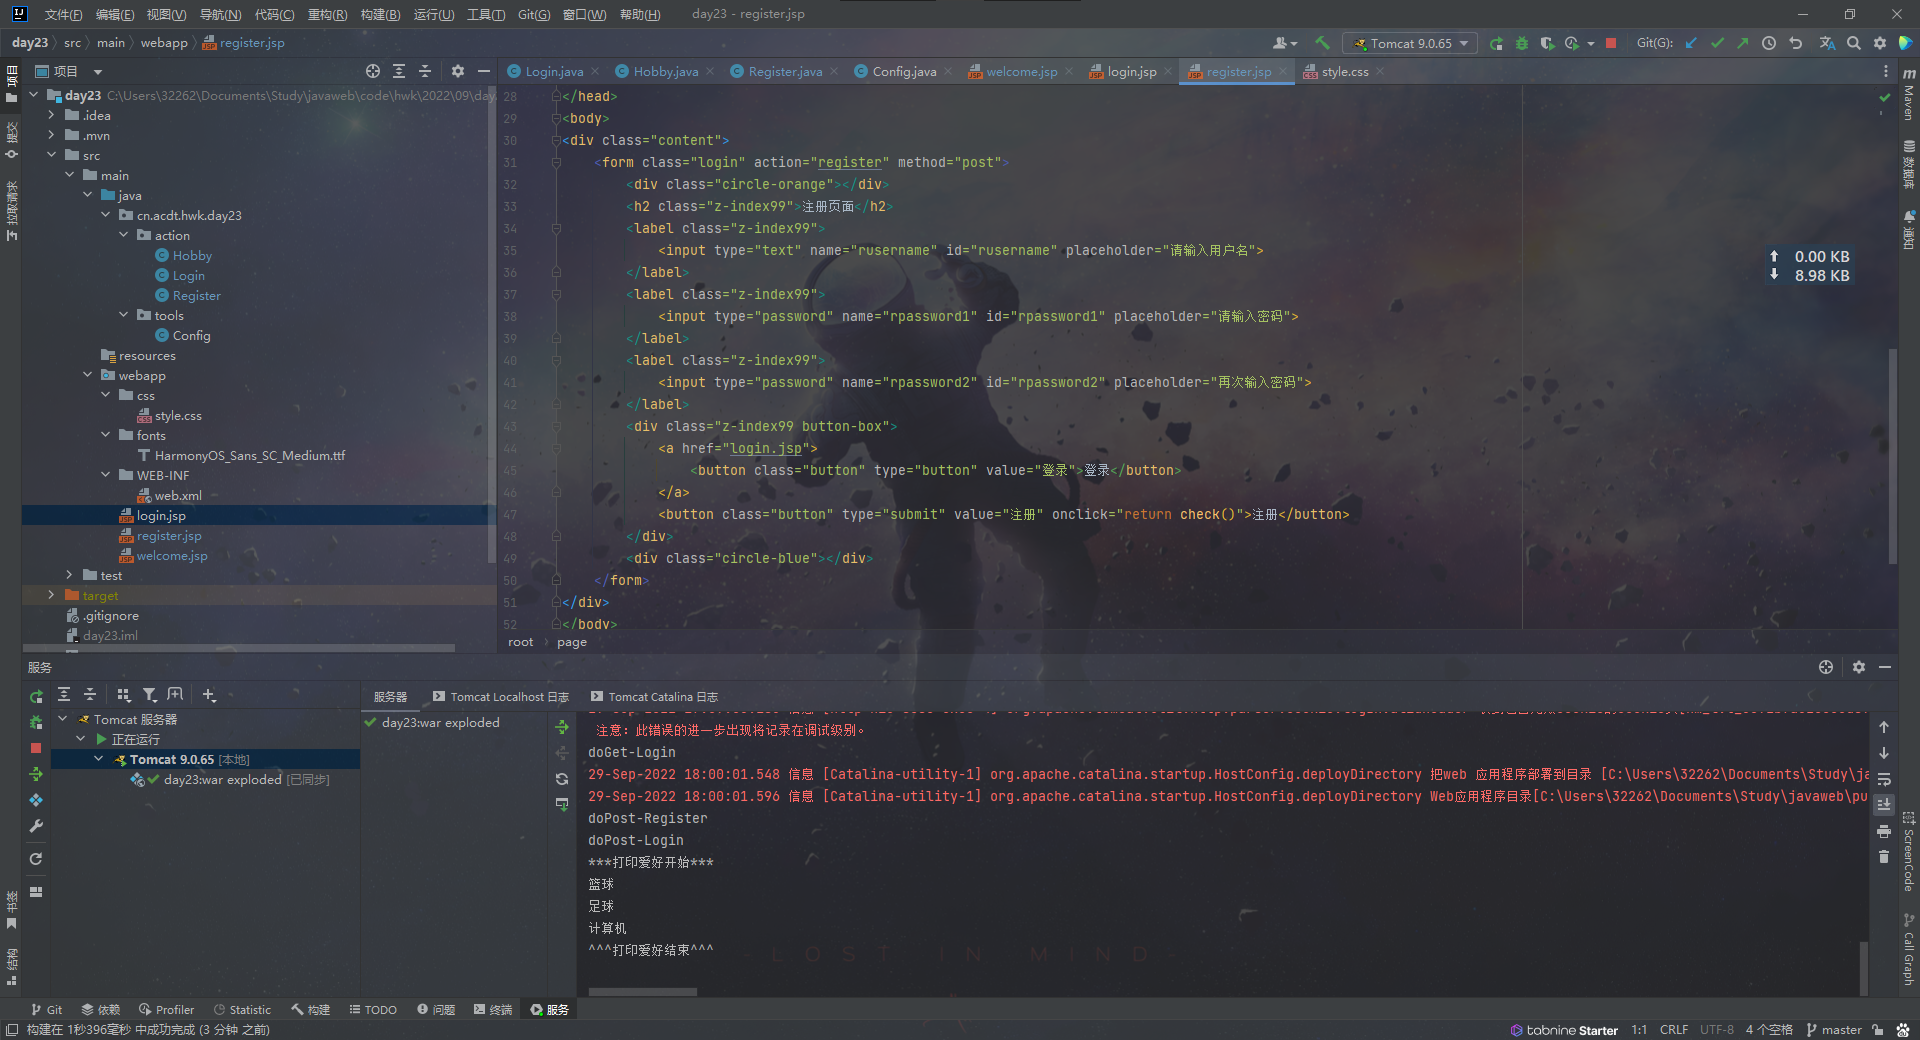 文件(F) 编辑(E) 视图(V) 导航(N) 代码(C) 重构(R) 构建(B) 运行(U) 工具(T) Git(G) 窗口(W) 帮助(H) day23 - register.jsp
day23 src main webapp register.jsp Tomcat 9.0.65 Git(G):
项目
Login.java Hobby.java Register.java Config.java welcome.jsp login.jsp register.jsp style.css
项目
提交
拉取请求
书签
结构
day23 C:\Users\32262\Documents\Study\javaweb\code\hwk\2022\09\day
.idea
.mvn
src
main
java
cn.acdt.hwk.day23
action
Hobby
Login
Register
tools
Config
resources
webapp
css
style.css
fonts
HarmonyOS_Sans_SC_Medium.ttf
WEB-INF
web.xml
login.jsp
register.jsp
welcome.jsp
test
target
.gitignore
day23.iml
28 </head>
29 <body>
30 <div class="content">
31 <form class="login" action="register" method="post">
32 <div class="circle-orange"></div>
33 <h2 class="z-index99">注册页面</h2>
34 <label class="z-index99">
35 <input type="text" name="rusername" id="rusername" placeholder="请输入用户名">
36 </label>
37 <label class="z-index99">
38 <input type="password" name="rpassword1" id="rpassword1" placeholder="请输入密码">
39 </label>
40 <label class="z-index99">
41 <input type="password" name="rpassword2" id="rpassword2" placeholder="再次输入密码">
42 </label>
43 <div class="z-index99 button-box">
44 <a href="login.jsp">
45 <button class="button" type="button" value="登录">登录</button>
46 </a>
47 <button class="button" type="submit" value="注册" onclick="return check()">注册</button>
48 </div>
49 <div class="circle-blue"></div>
50 </form>
51 </div>
52 </body>
root page
0.00 KB
8.98 KB
Maven
数据库
通知
ScreenCode
Call Graph
服务
服务器 Tomcat Localhost 日志 Tomcat Catalina 日志
Tomcat 服务器
正在运行
Tomcat 9.0.65 [本地]
day23:war exploded [已同步]
day23:war exploded
注意：此错误的进一步出现将记录在调试级别。
doGet-Login
29-Sep-2022 18:00:01.548 信息 [Catalina-utility-1] org.apache.catalina.startup.HostConfig.deployDirectory 把web 应用程序部署到目录 [C:\Users\32262\Documents\Study\ja
29-Sep-2022 18:00:01.596 信息 [Catalina-utility-1] org.apache.catalina.startup.HostConfig.deployDirectory Web应用程序目录[C:\Users\32262\Documents\Study\javaweb\pu
doPost-Register
doPost-Login
***打印爱好开始***
篮球
足球
计算机
^^^打印爱好结束^^^
LOST IN MIND
Git 依赖 Profiler Statistic 构建 TODO 问题 终端 服务
构建在 1秒396毫秒 中成功完成 (3 分钟 之前)
tabnine Starter 1:1 CRLF UTF-8 4 个空格 master